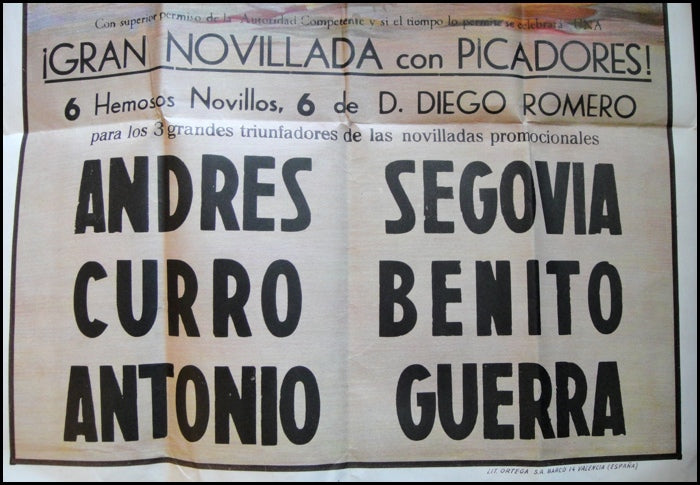 Con superior permiso de la Autoridad Competente y si el tiempo lo permite se celebrará UNA
¡GRAN NOVILLADA con PICADORES!
6 Hemosos Novillos, 6 de D. DIEGO ROMERO
para los 3 grandes triunfadores de las novilladas promocionales
ANDRES SEGOVIA
CURRO BENITO
ANTONIO GUERRA
LIT. ORTEGA S.A. BARCO 14 VALENCIA (ESPAÑA)